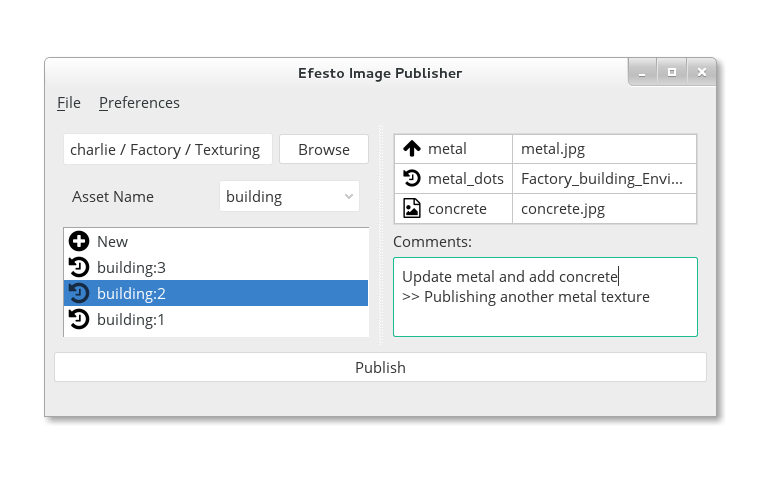 Efesto Image Publisher
File Preferences
charlie / Factory / Texturing Browse
Asset Name building
New
building:3
building:2
building:1
metal metal.jpg
metal_dots Factory_building_Envi...
concrete concrete.jpg
Comments:
Update metal and add concrete
>> Publishing another metal texture
Publish